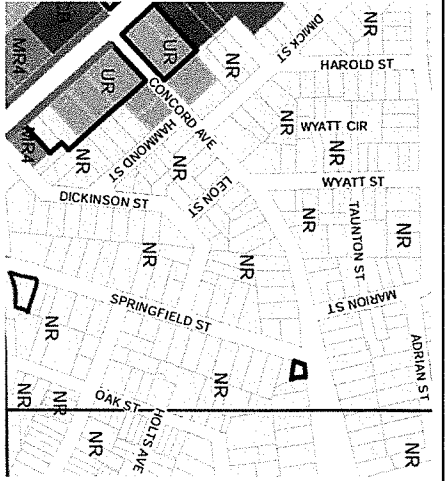 DIMICK ST
NR
HAROLD ST
MR4
UR
NR
UR
CONCORD AVE
NR
WYATT CIR
NR
HAMMOND ST
MR4
NR
NR
LEON ST
WYATT ST
DICKINSON ST
NR
TAUNTON ST
NR
NR
NR
MARION ST
SPRINGFIELD ST
NR
ADRIAN ST
NR
OAK ST
NR
NR
HOLTS AVE
NR
NR